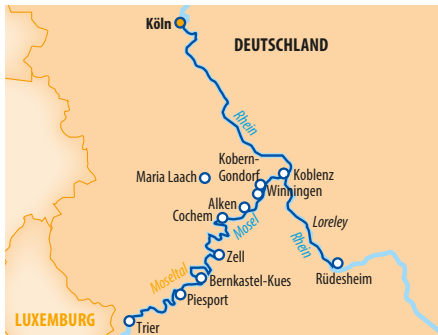 Köln
DEUTSCHLAND
Rhein
Kobern-
Gondorf
Koblenz
Maria Laach
Winningen
Alken
Cochem
Mosel
Loreley
Rhein
Zell
Moseltal
Rüdesheim
Bernkastel-Kues
Piesport
LUXEMBURG
Trier